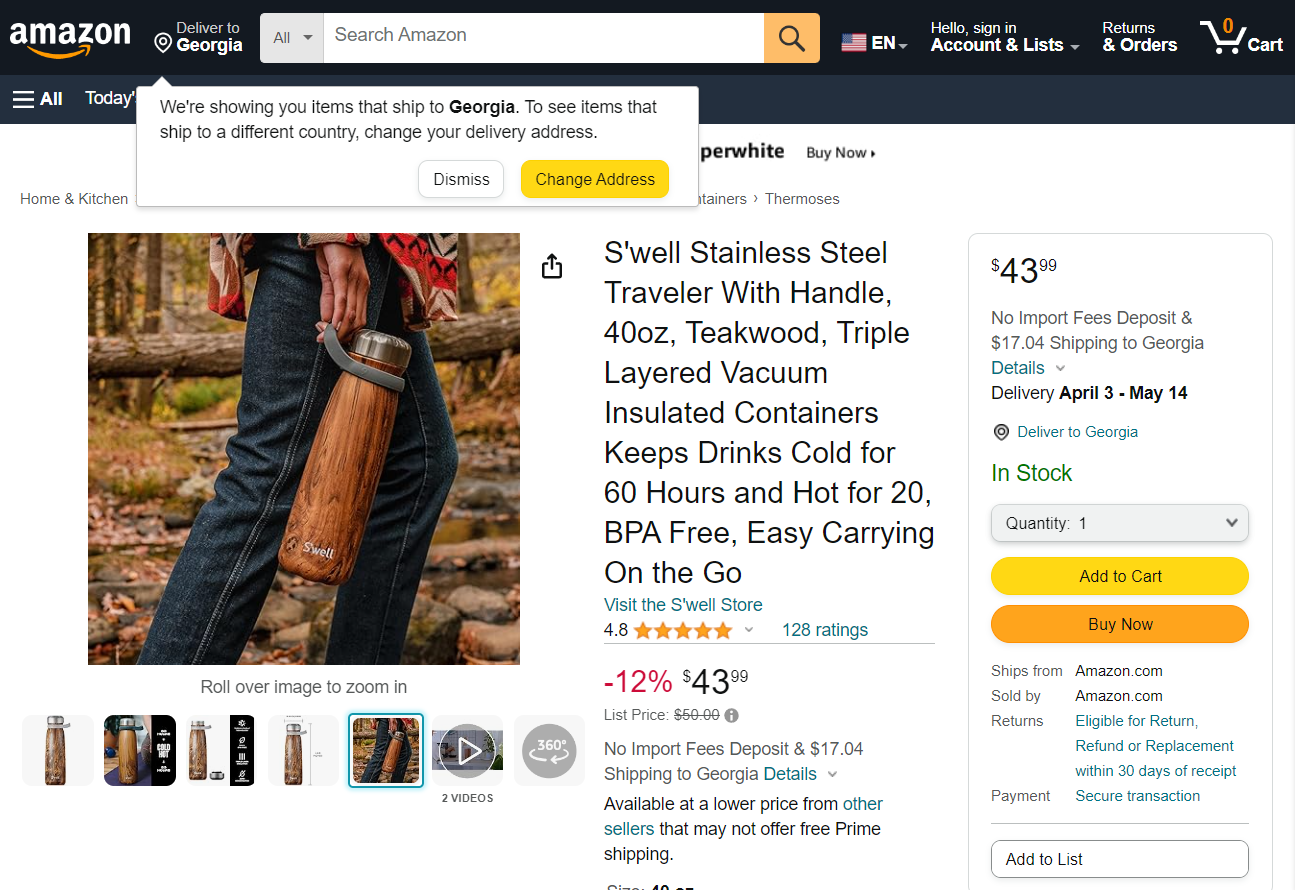 amazon
Deliver to
Georgia
All
Search Amazon
EN
Hello, sign in
Account & Lists
Returns
& Orders
0
Cart
All
Today'
We're showing you items that ship to Georgia. To see items that
ship to a different country, change your delivery address.
Dismiss
Change Address
perwhite
Buy Now
Home & Kitchen
tainers › Thermoses
S'well
Roll over image to zoom in
COLD
HOT
360°
2 VIDEOS
S'well Stainless Steel
Traveler With Handle,
40oz, Teakwood, Triple
Layered Vacuum
Insulated Containers
Keeps Drinks Cold for
60 Hours and Hot for 20,
BPA Free, Easy Carrying
On the Go
Visit the S'well Store
4.8
128 ratings
-12% $4399
List Price: $50.00
No Import Fees Deposit & $17.04
Shipping to Georgia Details
Available at a lower price from other
sellers that may not offer free Prime
shipping.
Size: 40 oz
$4399
No Import Fees Deposit &
$17.04 Shipping to Georgia
Details
Delivery April 3 - May 14
Deliver to Georgia
In Stock
Quantity: 1
Add to Cart
Buy Now
Ships from Amazon.com
Sold by Amazon.com
Returns Eligible for Return,
Refund or Replacement
within 30 days of receipt
Payment Secure transaction
Add to List